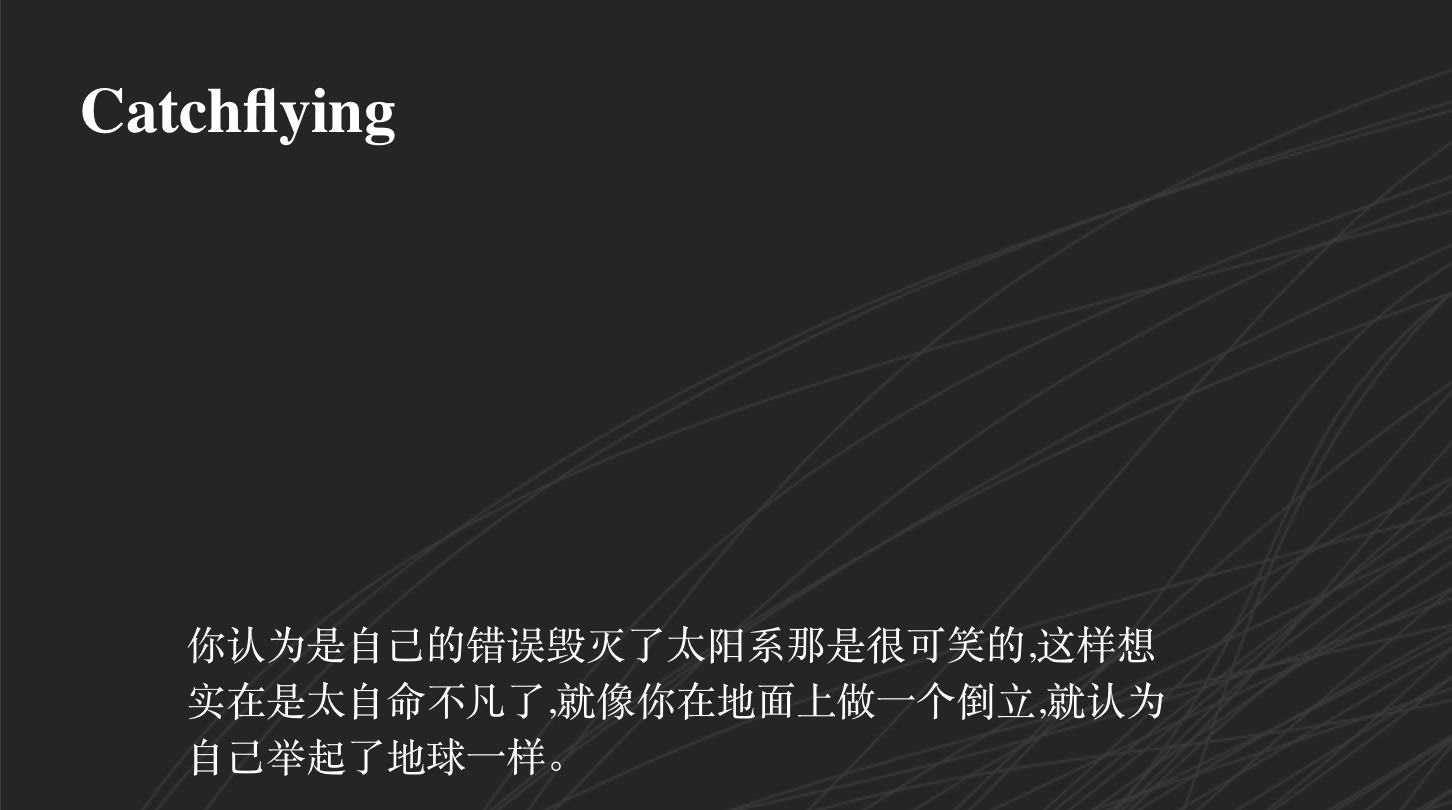 Catchflying
你认为是自己的错误毁灭了太阳系那是很可笑的,这样想
实在是太自命不凡了,就像你在地面上做一个倒立,就认为
自己举起了地球一样。